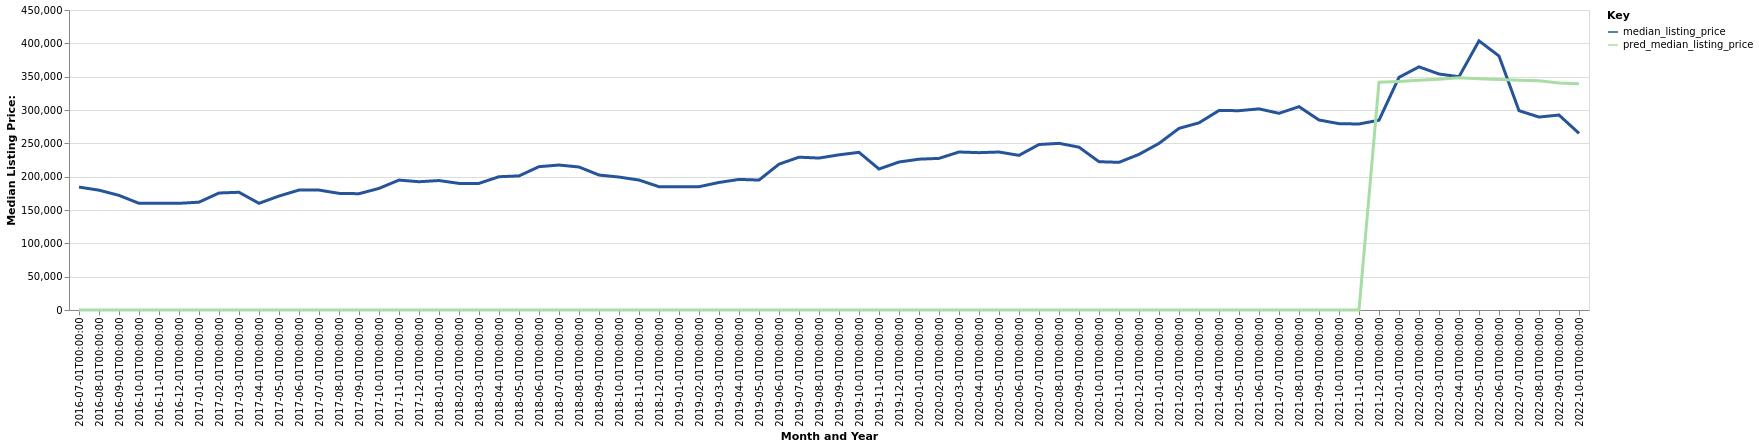 450,000
400,000
350,000
300,000
250,000
200,000
150,000
100,000
50,000
0
Median Listing Price:
2016-07-01T00:00:00
2016-08-01T00:00:00
2016-09-01T00:00:00
2016-10-01T00:00:00
2016-11-01T00:00:00
2016-12-01T00:00:00
2017-01-01T00:00:00
2017-02-01T00:00:00
2017-03-01T00:00:00
2017-04-01T00:00:00
2017-05-01T00:00:00
2017-06-01T00:00:00
2017-07-01T00:00:00
2017-08-01T00:00:00
2017-09-01T00:00:00
2017-10-01T00:00:00
2017-11-01T00:00:00
2017-12-01T00:00:00
2018-01-01T00:00:00
2018-02-01T00:00:00
2018-03-01T00:00:00
2018-04-01T00:00:00
2018-05-01T00:00:00
2018-06-01T00:00:00
2018-07-01T00:00:00
2018-08-01T00:00:00
2018-09-01T00:00:00
2018-10-01T00:00:00
2018-11-01T00:00:00
2018-12-01T00:00:00
2019-01-01T00:00:00
2019-02-01T00:00:00
2019-03-01T00:00:00
2019-04-01T00:00:00
2019-05-01T00:00:00
2019-06-01T00:00:00
2019-07-01T00:00:00
2019-08-01T00:00:00
2019-09-01T00:00:00
2019-10-01T00:00:00
2019-11-01T00:00:00
2019-12-01T00:00:00
2020-01-01T00:00:00
2020-02-01T00:00:00
2020-03-01T00:00:00
2020-04-01T00:00:00
2020-05-01T00:00:00
2020-06-01T00:00:00
2020-07-01T00:00:00
2020-08-01T00:00:00
2020-09-01T00:00:00
2020-10-01T00:00:00
2020-11-01T00:00:00
2020-12-01T00:00:00
2021-01-01T00:00:00
2021-02-01T00:00:00
2021-03-01T00:00:00
2021-04-01T00:00:00
2021-05-01T00:00:00
2021-06-01T00:00:00
2021-07-01T00:00:00
2021-08-01T00:00:00
2021-09-01T00:00:00
2021-10-01T00:00:00
2021-11-01T00:00:00
2021-12-01T00:00:00
2022-01-01T00:00:00
2022-02-01T00:00:00
2022-03-01T00:00:00
2022-04-01T00:00:00
2022-05-01T00:00:00
2022-06-01T00:00:00
2022-07-01T00:00:00
2022-08-01T00:00:00
2022-09-01T00:00:00
2022-10-01T00:00:00
Month and Year
Key
median_listing_price
pred_median_listing_price